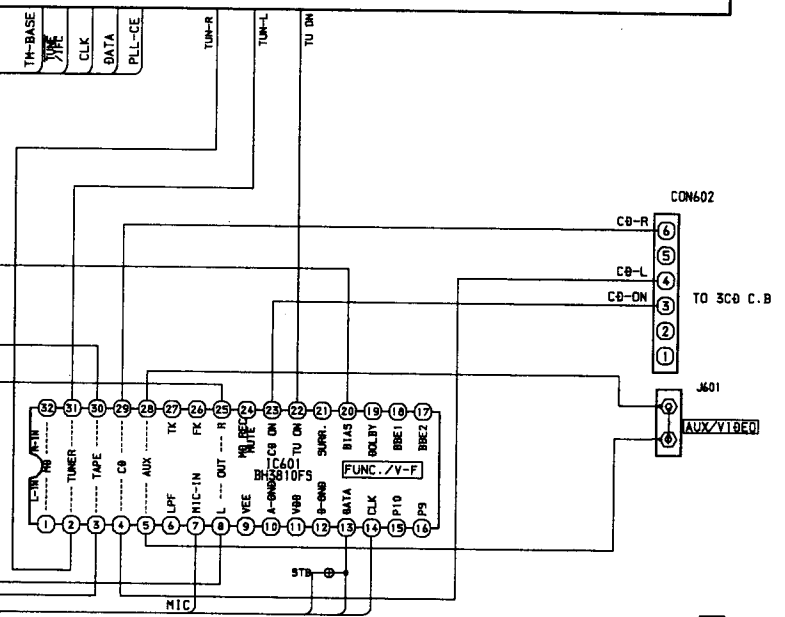 TM-BASE
TUNE
/IFL
CLK
DATA
PLL-CE
TUN-R
TUN-L
TU ON
CON602
CD-R
6
5
CD-L
4
CD-ON
3
TO 3CD C.B
2
1
J601
AUX/VIDEO
32 31 30 29 28 27 26 25 24 23 22 21 20 19 18 17
R-IN
L-IN
MD
TUNER
TAPE
CD
AUX
TK
FK
R
OUT
L
MD REC
MUTE
CD ON
TU ON
SURR.
BIAS
DOLBY
BBE1
BBE2
IC601
BH3810FS
FUNC./V-F
LPF
MIC-IN
VEE
A-GND
VDD
D-GND
DATA
CLK
P10
P9
1 2 3 4 5 6 7 8 9 10 11 12 13 14 15 16
STB
MIC